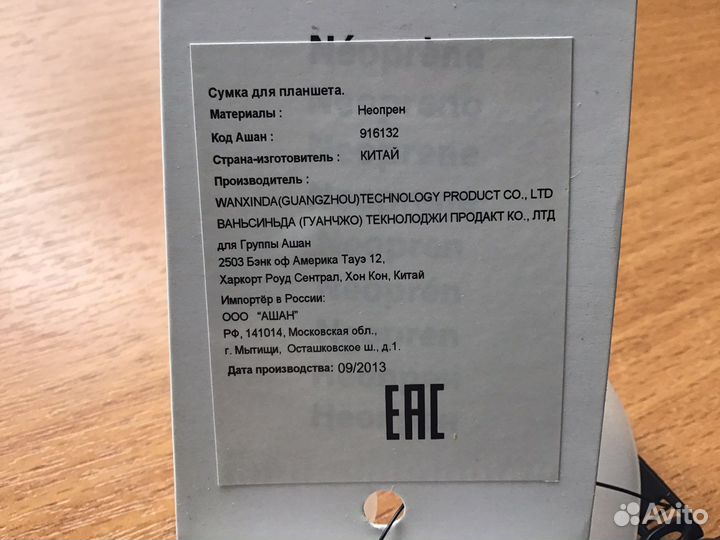 Néoprène
Neopreno
Сумка для планшета.
Материалы : Неопрен
Код Ашан : 916132
Страна-изготовитель : КИТАЙ
Производитель :
WANXINDA(GUANGZHOU)TECHNOLOGY PRODUCT CO., LTD
ВАНЬСИНЬДА (ГУАНЧЖО) ТЕКНОЛОДЖИ ПРОДАКТ КО., ЛТД
для Группы Ашан
2503 Бэнк оф Америка Тауэ 12,
Харкорт Роуд Сентрал, Хон Кон, Китай
Импортёр в России:
ООО "АШАН"
РФ, 141014, Московская обл.,
г. Мытищи, Осташковское ш., д.1.
Дата производства: 09/2013
EAC
Avito